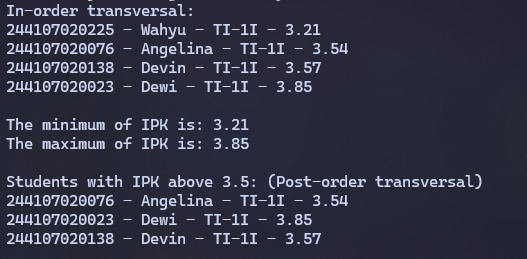 In-order transversal:
244107020225 - Wahyu - TI-1I - 3.21
244107020076 - Angelina - TI-1I - 3.54
244107020138 - Devin - TI-1I - 3.57
244107020023 - Dewi - TI-1I - 3.85
The minimum of IPK is: 3.21
The maximum of IPK is: 3.85
Students with IPK above 3.5: (Post-order transversal)
244107020076 - Angelina - TI-1I - 3.54
244107020023 - Dewi - TI-1I - 3.85
244107020138 - Devin - TI-1I - 3.57